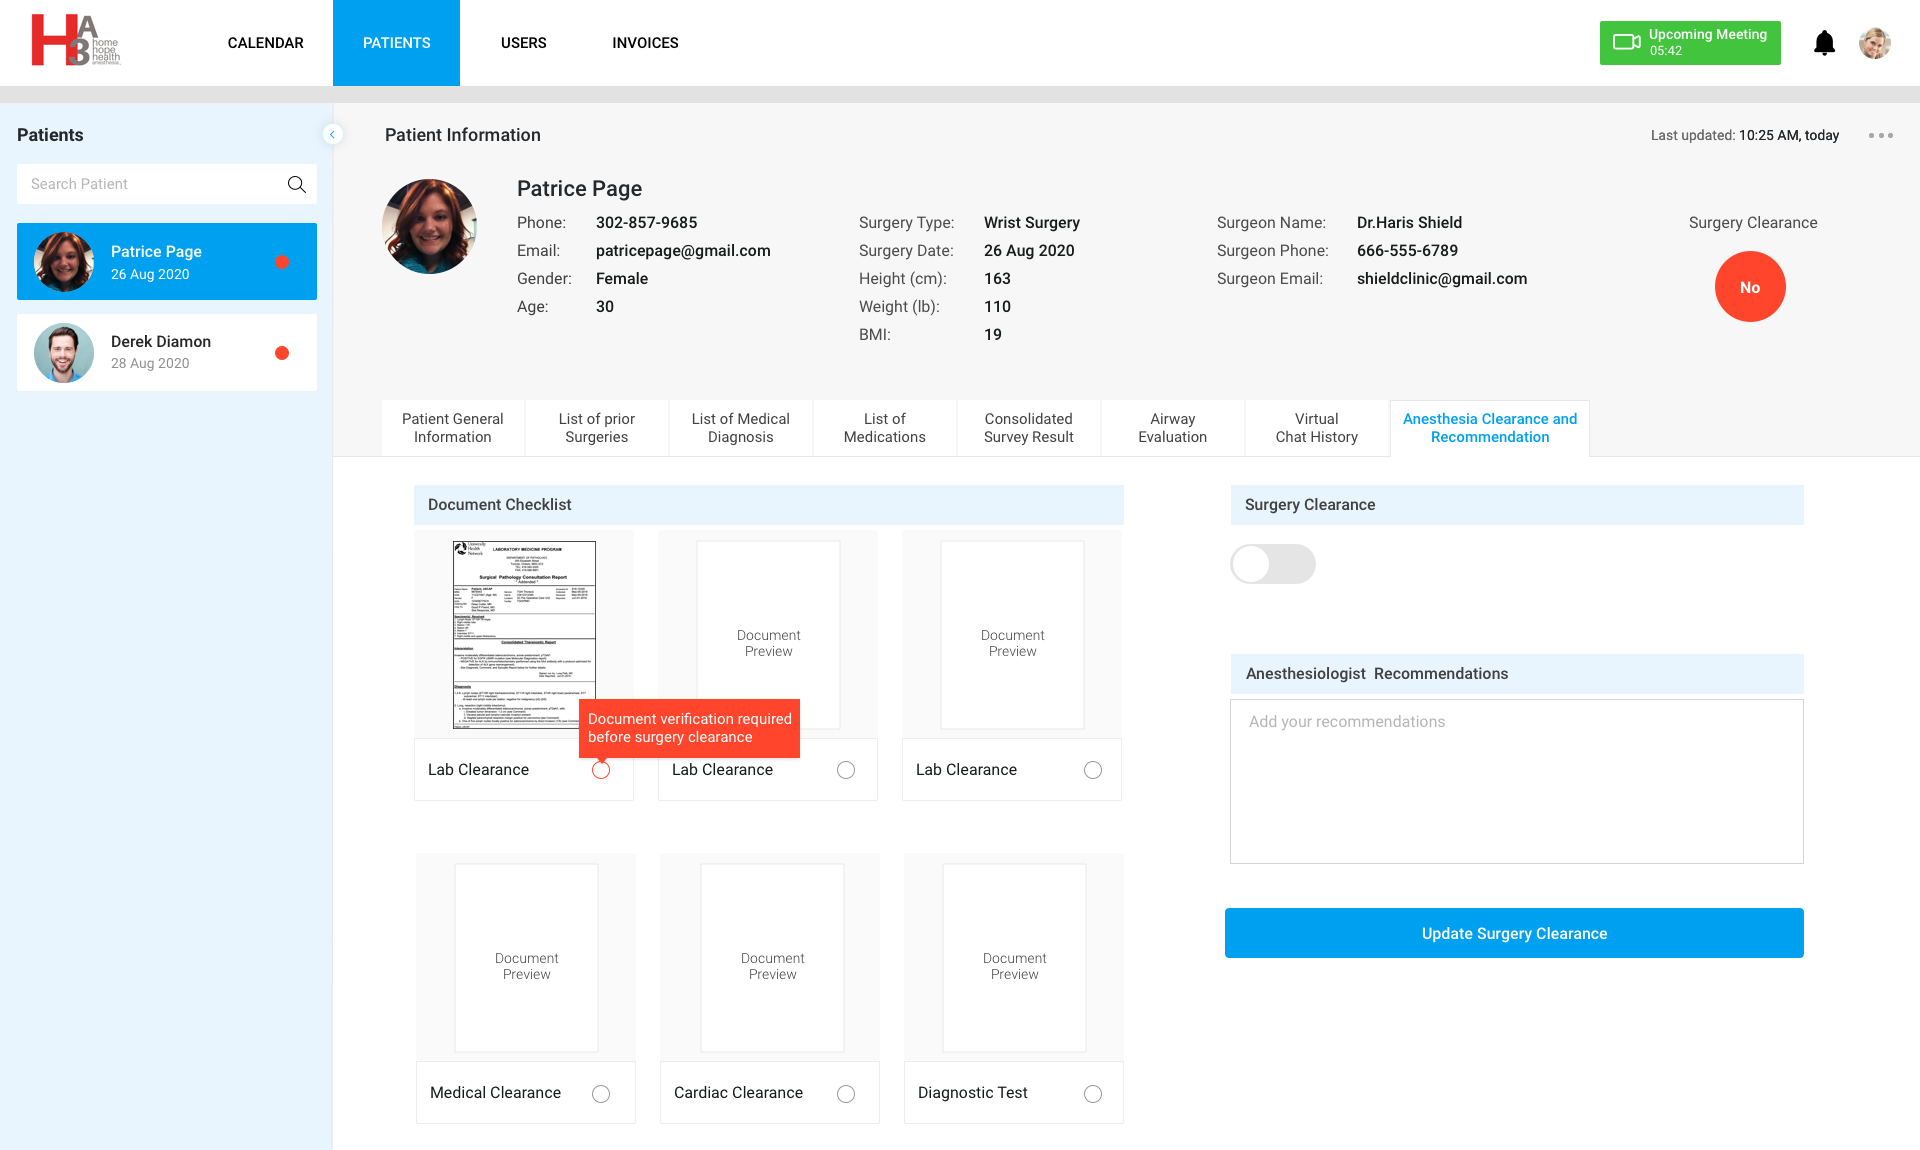 HA3
home
hope
health
anesthesia
CALENDAR
PATIENTS
USERS
INVOICES
Upcoming Meeting
05:42
Patients
Search Patient
Patrice Page
26 Aug 2020
Derek Diamon
28 Aug 2020
Patient Information
Last updated: 10:25 AM, today
Patrice Page
Phone: 302-857-9685
Email: patricepage@gmail.com
Gender: Female
Age: 30
Surgery Type: Wrist Surgery
Surgery Date: 26 Aug 2020
Height (cm): 163
Weight (lb): 110
BMI: 19
Surgeon Name: Dr.Haris Shield
Surgeon Phone: 666-555-6789
Surgeon Email: shieldclinic@gmail.com
Surgery Clearance
No
Patient General
Information
List of prior
Surgeries
List of Medical
Diagnosis
List of
Medications
Consolidated
Survey Result
Airway
Evaluation
Virtual
Chat History
Anesthesia Clearance and
Recommendation
Document Checklist
University
Health
Network
LABORATORY MEDICINE PROGRAM
Surgical Pathology Consultation Report
Document
Preview
Document
Preview
Document verification required
before surgery clearance
Lab Clearance
Lab Clearance
Lab Clearance
Document
Preview
Document
Preview
Document
Preview
Medical Clearance
Cardiac Clearance
Diagnostic Test
Surgery Clearance
Anesthesiologist Recommendations
Add your recommendations
Update Surgery Clearance